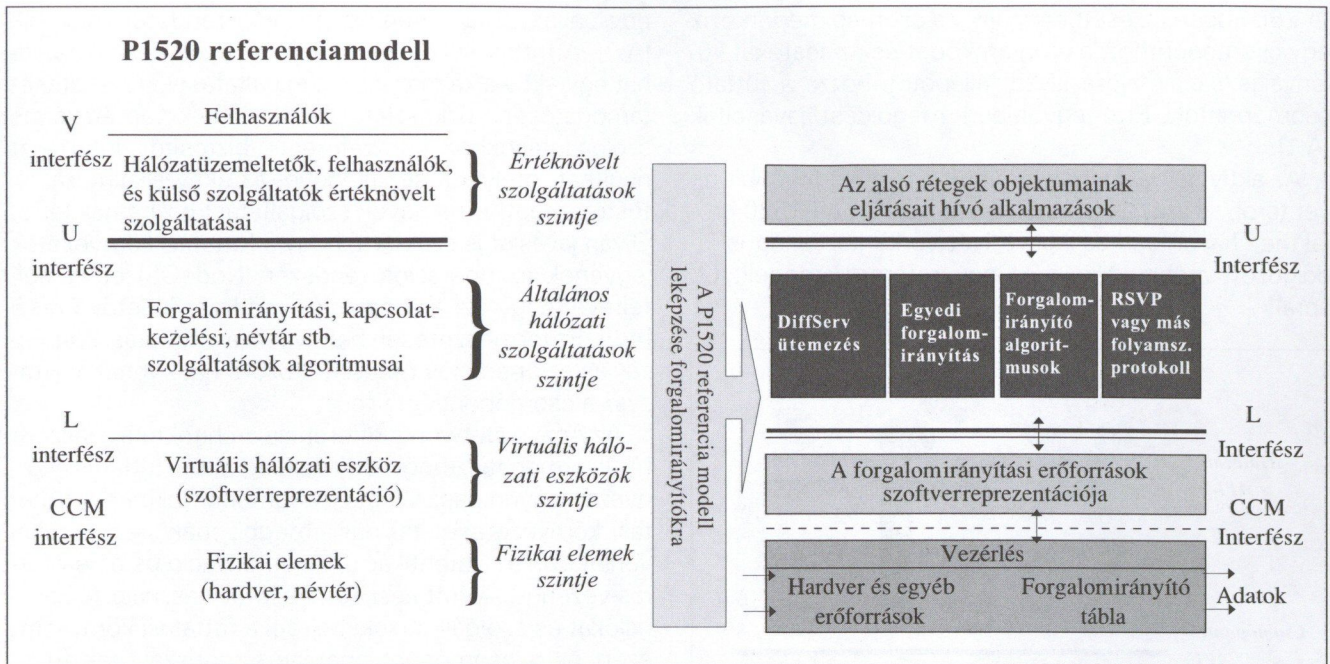 P1520 referenciamodell
V
interfész
Felhasználók
Hálózatüzemeltetők, felhasználók,
és külső szolgáltatók értéknövelt
szolgáltatásai
Értéknövelt
szolgáltatások
szintje
U
interfész
Forgalomirányítási, kapcsolat-
kezelési, névtár stb.
szolgáltatások algoritmusai
Általános
hálózati
szolgáltatások
szintje
L
interfész
Virtuális hálózati eszköz
(szoftverreprezentáció)
Virtuális háló-
zati eszközök
szintje
CCM
interfész
Fizikai elemek
(hardver, névtér)
Fizikai elemek
szintje
A P1520 referencia modell
leképzése forgalomirányítókra
Az alsó rétegek objektumainak
eljárásait hívó alkalmazások
U
Interfész
DiffServ
ütemezés
Egyedi
forgalom-
irányítás
Forgalom-
irányító
algorit-
musok
RSVP
vagy más
folyamsz.
protokoll
L
Interfész
A forgalomirányítási erőforrások
szoftverreprezentációja
CCM
Interfész
Vezérlés
Hardver és egyéb
erőforrások
Forgalomirányító
tábla
Adatok